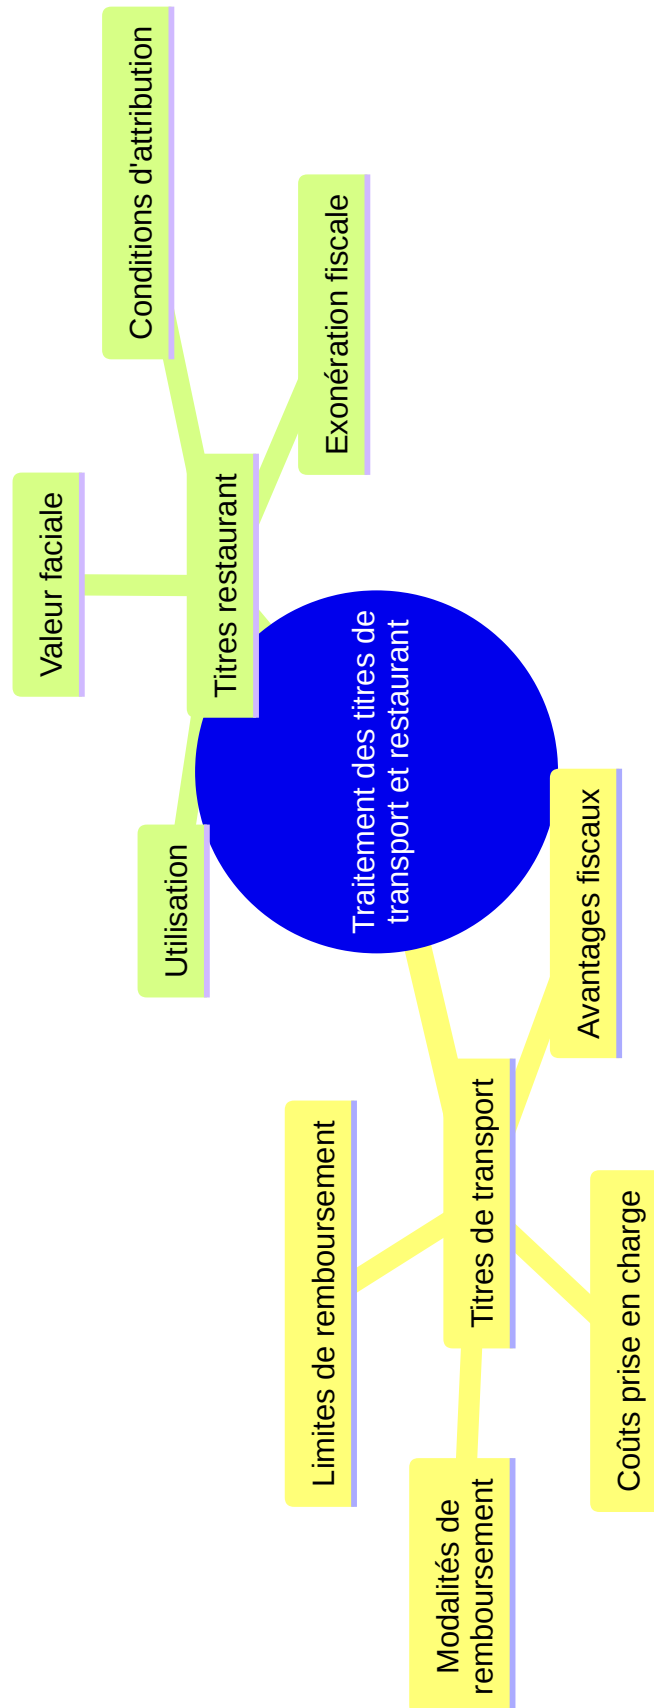 Traitement des titres de
transport et restaurant
Titres de transport
Modalités de
remboursement
Limites de remboursement
Coûts prise en charge
Avantages fiscaux
Titres restaurant
Utilisation
Valeur faciale
Conditions d'attribution
Exonération fiscale